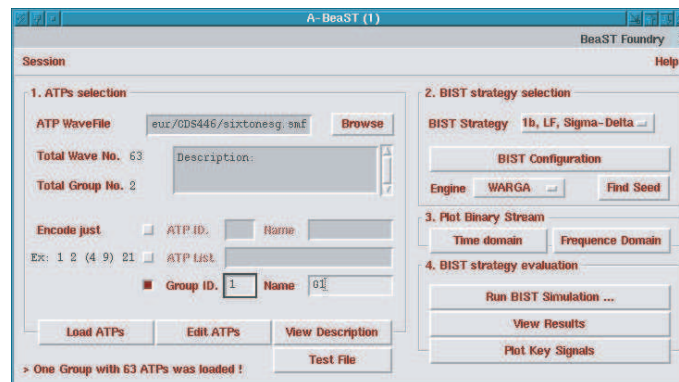 A-BeaST (1)
BeaST Foundry
Session
Help
1. ATPs selection
ATP WaveFile eur/CDS446/sixtonesg.smf Browse
Total Wave No. 63 Description:
Total Group No. 2
Encode just ATP ID. Name
Ex: 1 2 (4 9) 21 ATP List
Group ID. 1 Name G1
Load ATPs Edit ATPs View Description
Test File
> One Group with 63 ATPs was loaded !
2. BIST strategy selection
BIST Strategy 1b, LF, Sigma-Delta
BIST Configuration
Engine WARGA Find Seed
3. Plot Binary Stream
Time domain Frequence Domain
4. BIST strategy evaluation
Run BIST Simulation ...
View Results
Plot Key Signals